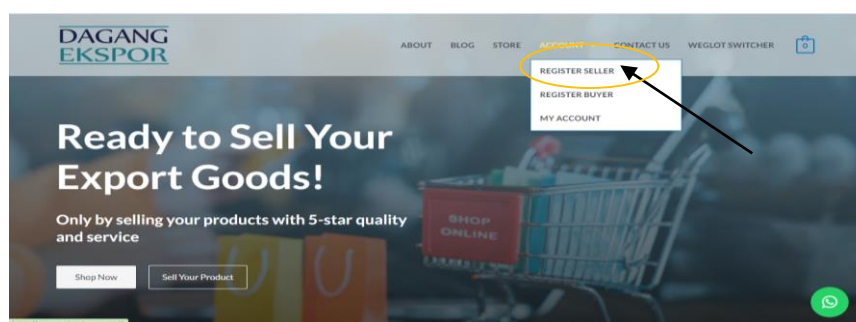 DAGANG
EKSPOR
ABOUT BLOG STORE ACCOUNT CONTACT US WEGLOT SWITCHER 0
REGISTER SELLER
REGISTER BUYER
MY ACCOUNT
Ready to Sell Your
Export Goods!
Only by selling your products with 5-star quality
and service
SHOP
ONLINE
Shop Now Sell Your Product